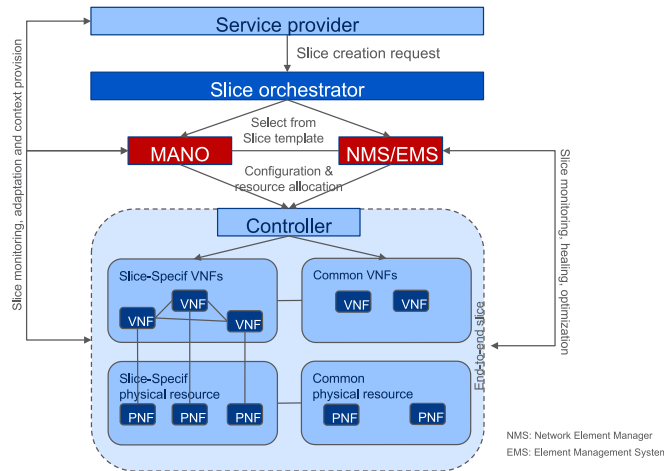 Service provider
Slice creation request
Slice orchestrator
Select from
Slice template
MANO
NMS/EMS
Configuration &
resource allocation
Controller
Slice-Specif VNFs
VNF
VNF
VNF
Common VNFs
VNF
VNF
Slice-Specif
physical resource
PNF
PNF
PNF
Common
physical resource
PNF
PNF
End-to-end slice
Slice monitoring, adaptation and context provision
Slice monitoring, healing, optimization
NMS: Network Element Manager
EMS: Element Management System